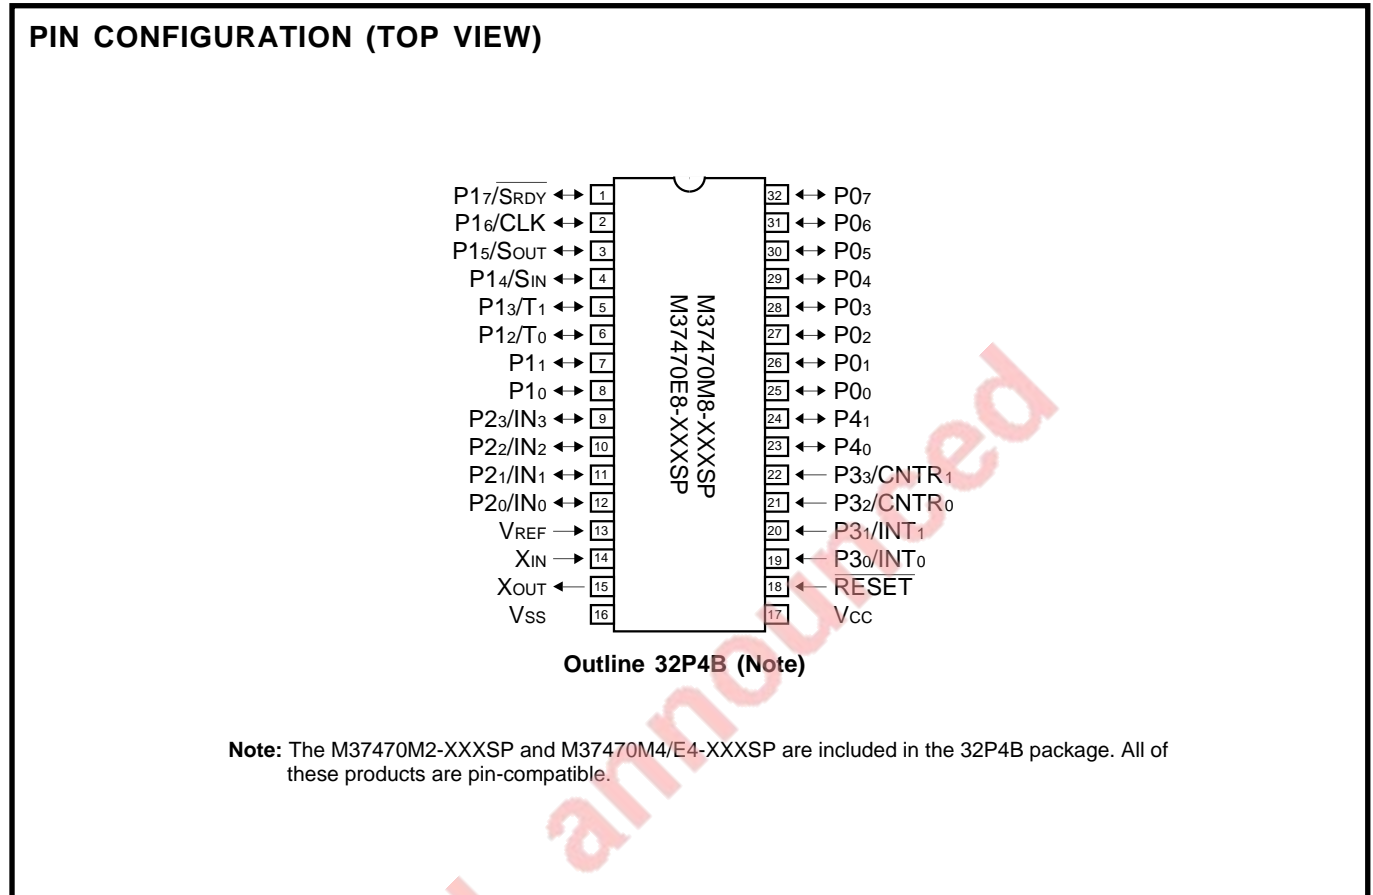 PIN CONFIGURATION (TOP VIEW)
P17/SRDY 1 32 P07
P16/CLK 2 31 P06
P15/SOUT 3 30 P05
P14/SIN 4 29 P04
P13/T1 5 28 P03
P12/T0 6 27 P02
P11 7 26 P01
P10 8 25 P00
P23/IN3 9 24 P41
P22/IN2 10 23 P40
P21/IN1 11 22 P33/CNTR1
P20/IN0 12 21 P32/CNTR0
VREF 13 20 P31/INT1
XIN 14 19 P30/INT0
XOUT 15 18 RESET
VSS 16 17 VCC
M37470M8-XXXSP
M37470E8-XXXSP
Outline 32P4B (Note)
Note: The M37470M2-XXXSP and M37470M4/E4-XXXSP are included in the 32P4B package. All of
these products are pin-compatible.
announced